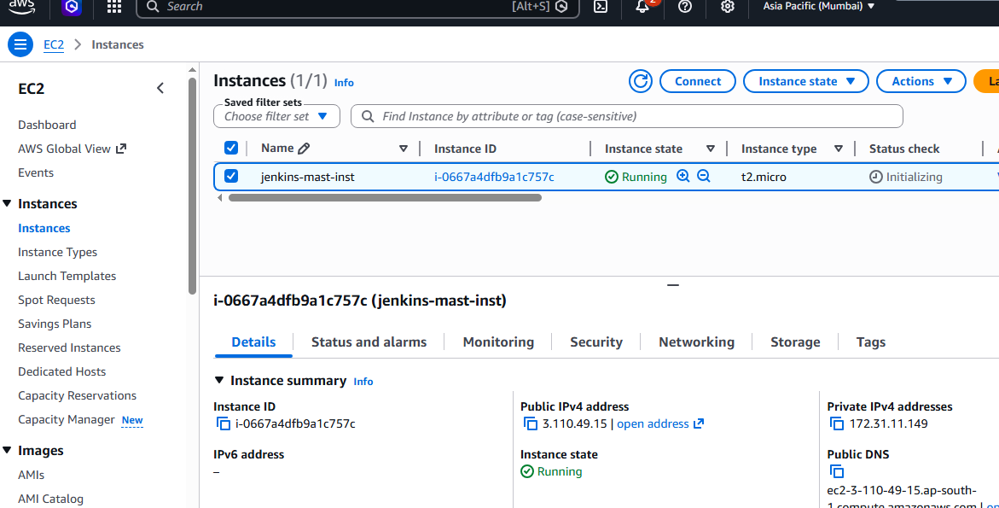 aws
Search [Alt+S] 2 Asia Pacific (Mumbai)
EC2 Instances
EC2
Dashboard
AWS Global View
Events
Instances
Instances
Instance Types
Launch Templates
Spot Requests
Savings Plans
Reserved Instances
Dedicated Hosts
Capacity Reservations
Capacity Manager New
Images
AMIs
AMI Catalog
Instances (1/1) Info
Connect Instance state Actions
Saved filter sets
Choose filter set
Find Instance by attribute or tag (case-sensitive)
Name Instance ID Instance state Instance type Status check
jenkins-mast-inst i-0667a4dfb9a1c757c Running t2.micro Initializing
i-0667a4dfb9a1c757c (jenkins-mast-inst)
Details Status and alarms Monitoring Security Networking Storage Tags
Instance summary Info
Instance ID Public IPv4 address Private IPv4 addresses
i-0667a4dfb9a1c757c 3.110.49.15 | open address 172.31.11.149
IPv6 address Instance state Public DNS
– Running
ec2-3-110-49-15.ap-south-
1.compute.amazonaws.com |